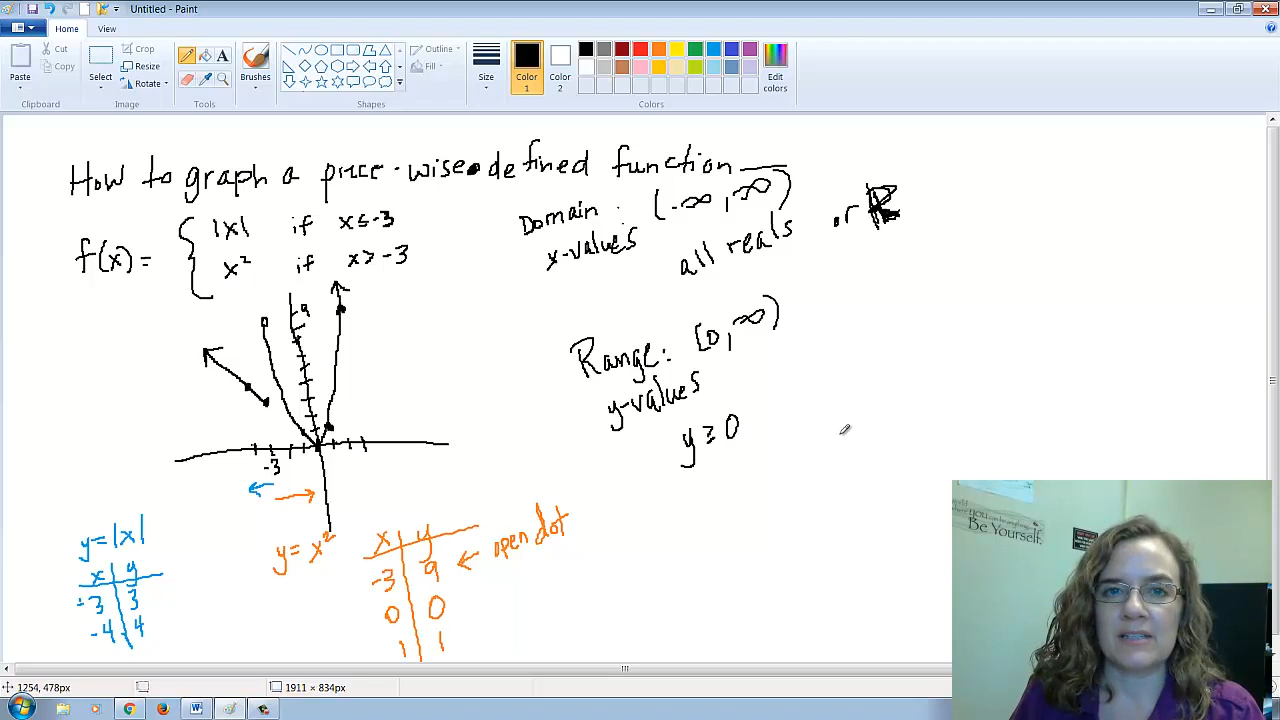 Untitled - Paint
Home View
Paste
Cut
Copy
Clipboard
Select
Crop
Resize
Rotate
Image
Tools
Brushes
Shapes
Outline
Fill
Size
Color 1
Color 2
Edit colors
Colors
How to graph a piece-wise-defined function
f(x) = { |x| if x ≤ -3
x² if x > -3
Domain: (-∞, ∞) or ℝ
x-values all reals
9
Range: [0, ∞)
y-values
y ≥ 0
-3
y = |x|
x y
-3 3
-4 4
y = x²
x y
-3 9 ← open dot
0 0
1 1
YOU
Be Yourself.
1254, 478px
1911 × 834px